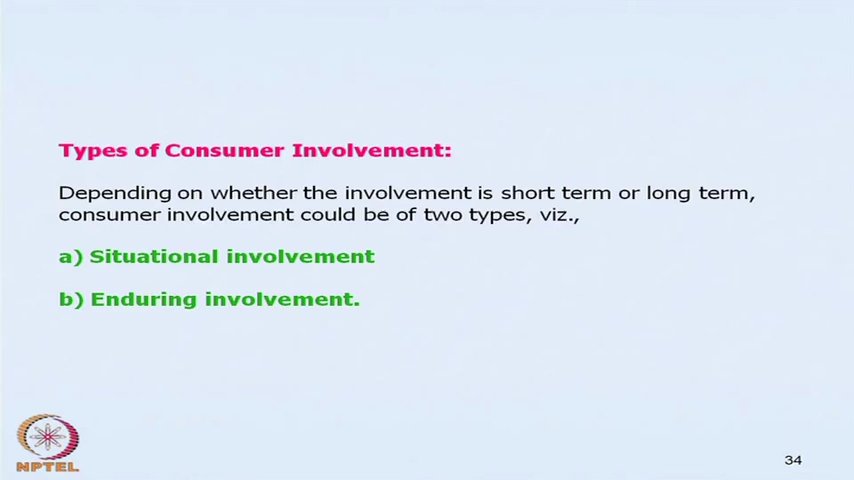 Types of Consumer Involvement:
Depending on whether the involvement is short term or long term,
consumer involvement could be of two types, viz.,
a) Situational involvement
b) Enduring involvement.
NPTEL
34